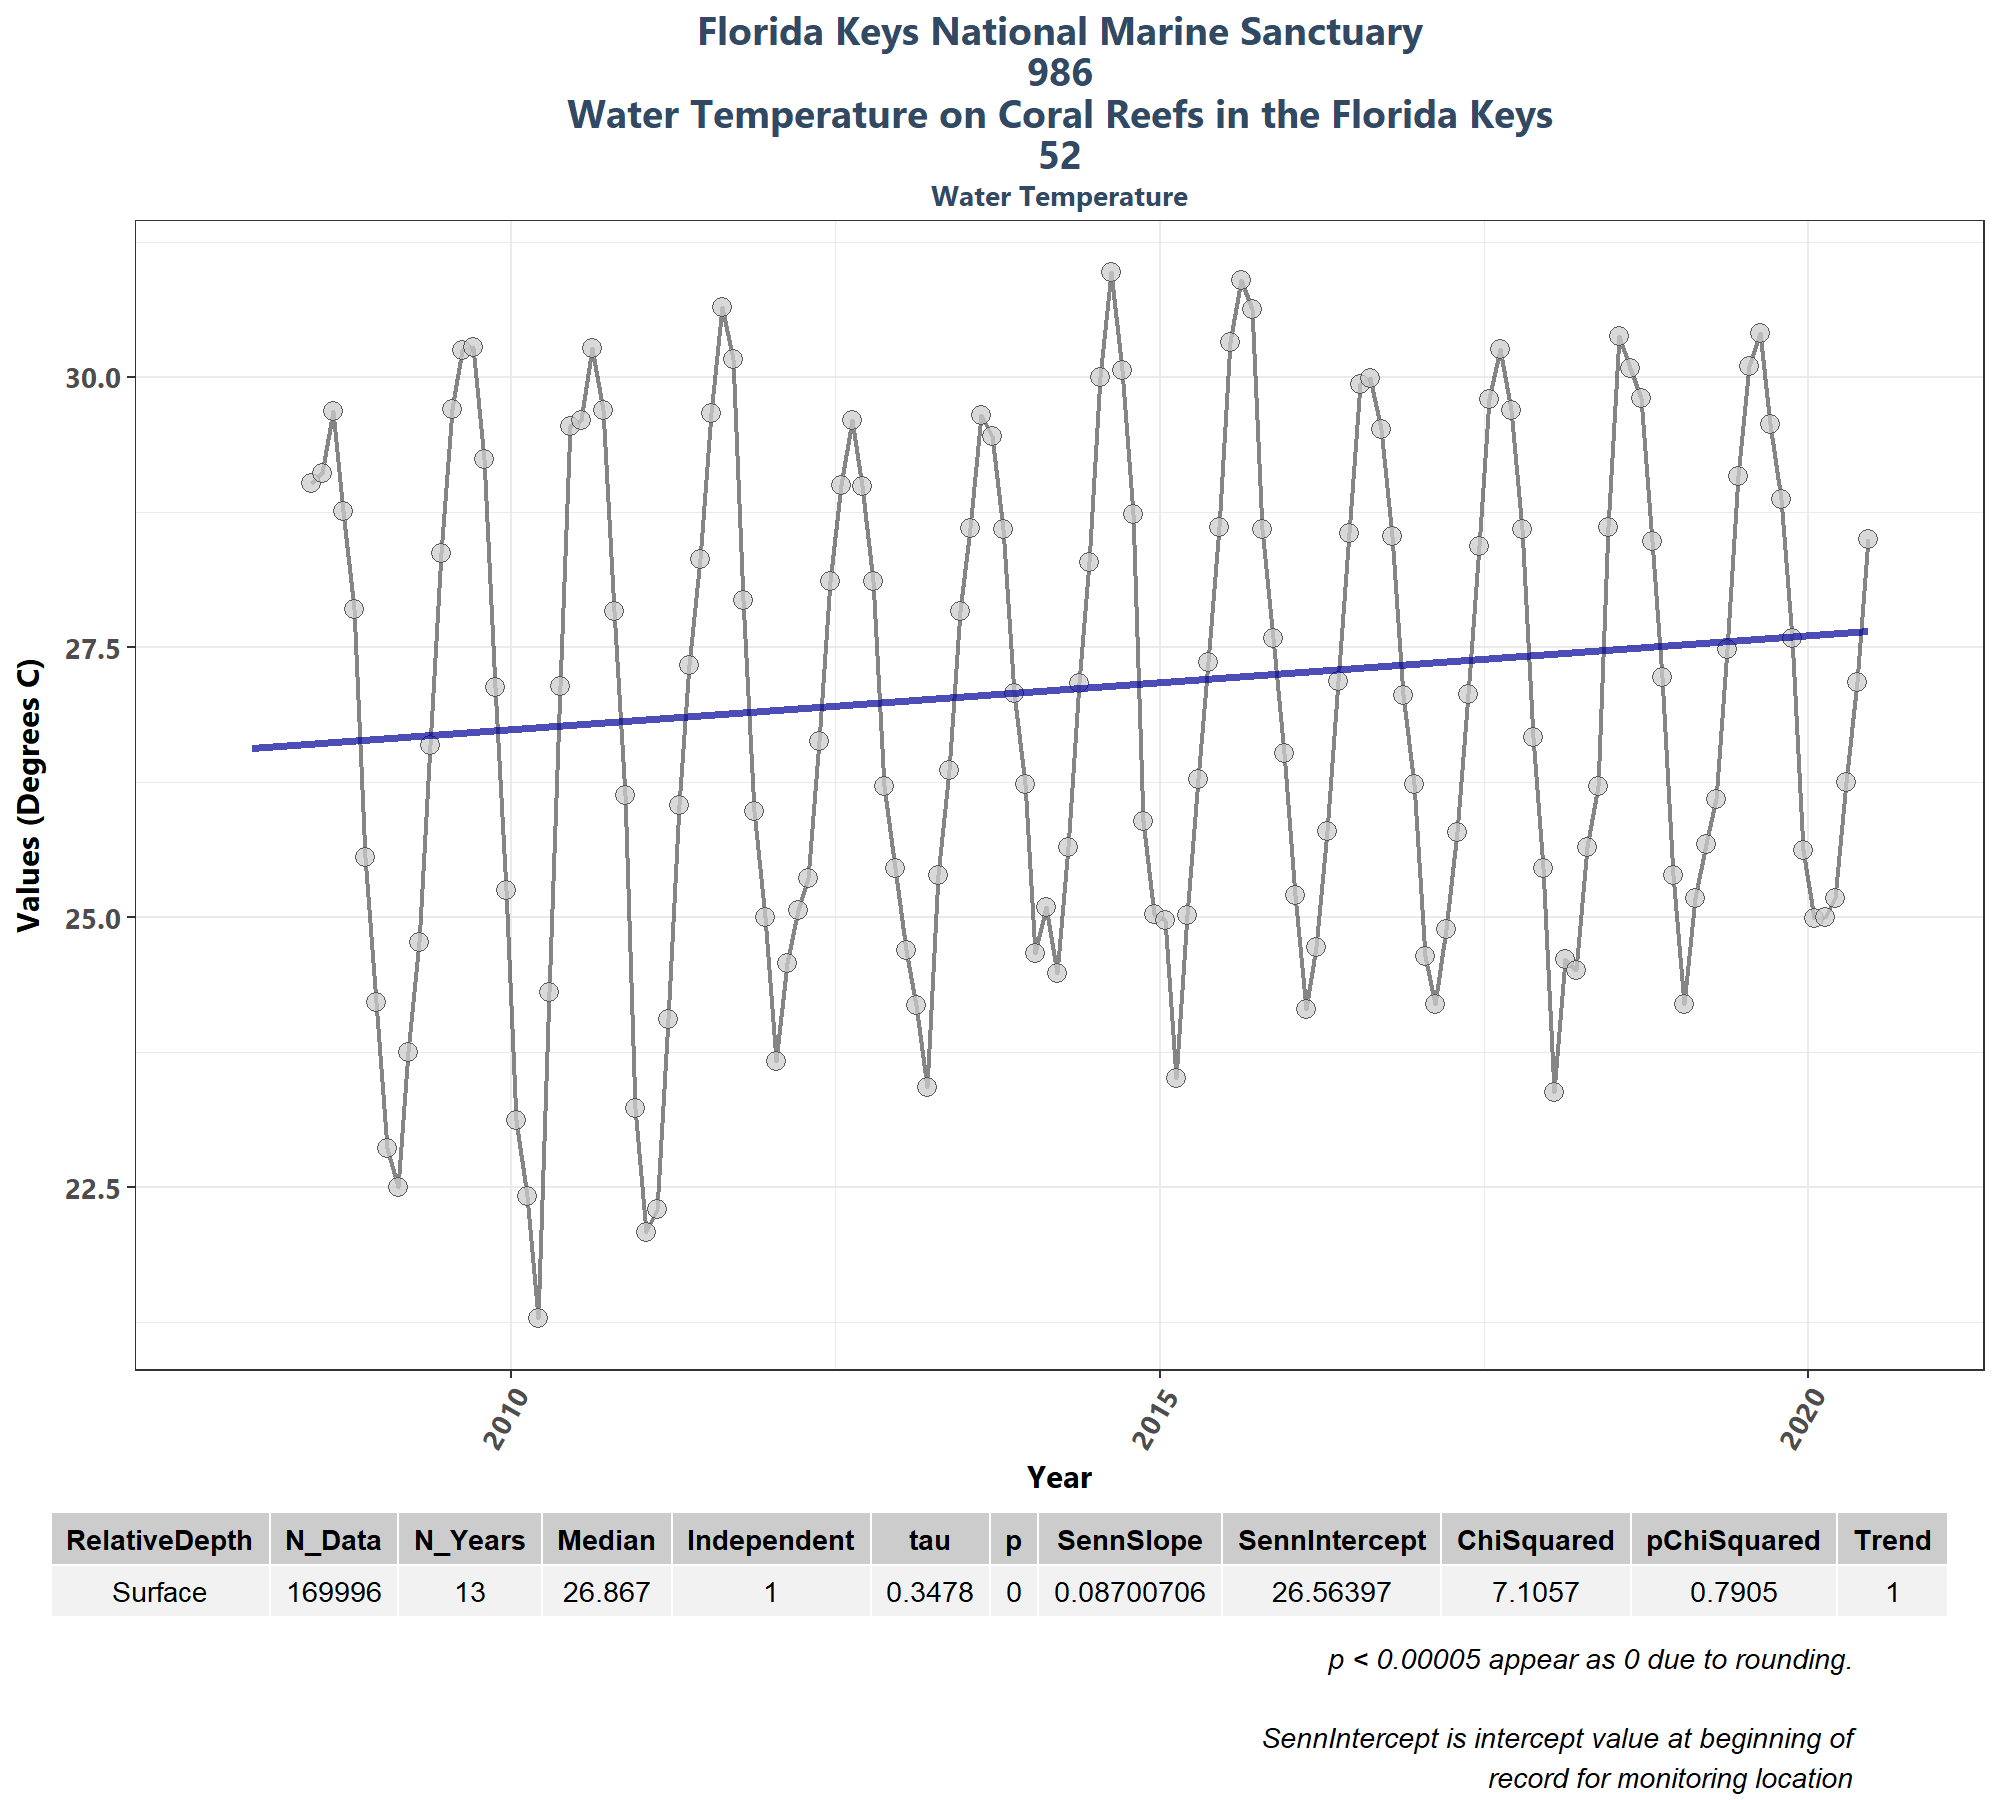 Florida Keys National Marine Sanctuary
986
Water Temperature on Coral Reefs in the Florida Keys
52
Water Temperature
Values (Degrees C)
30.0
27.5
25.0
22.5
2010
2015
2020
Year
RelativeDepth N_Data N_Years Median Independent tau p SennSlope SennIntercept ChiSquared pChiSquared Trend
Surface 169996 13 26.867 1 0.3478 0 0.08700706 26.56397 7.1057 0.7905 1
p < 0.00005 appear as 0 due to rounding.
SennIntercept is intercept value at beginning of
record for monitoring location